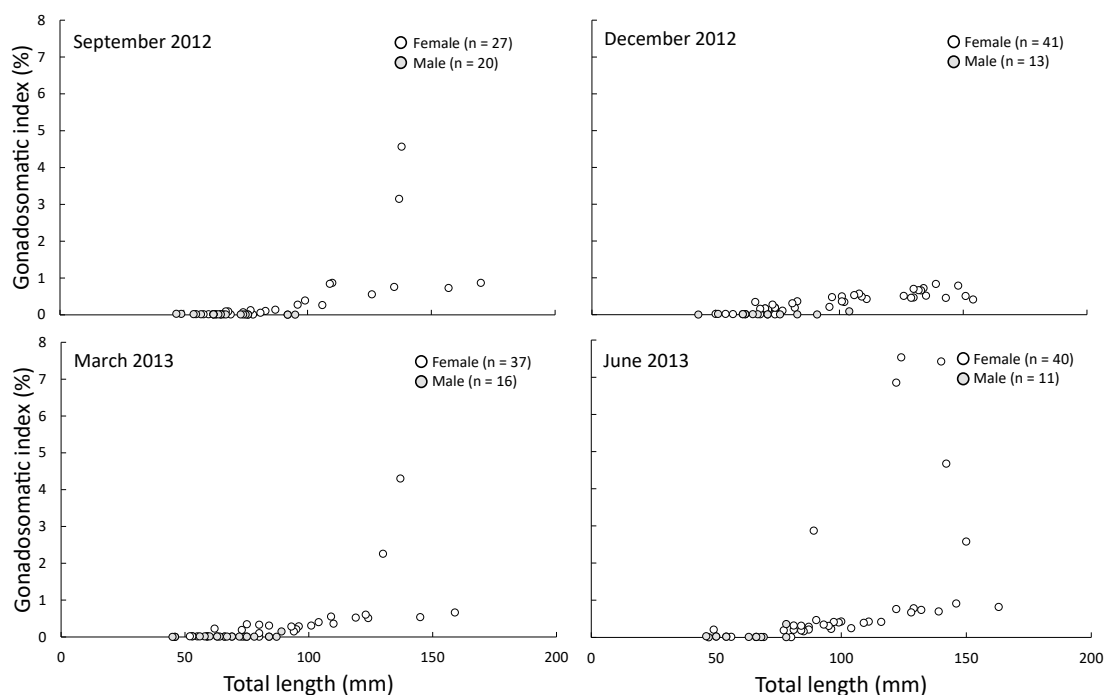 September 2012
Female (n = 27)
Male (n = 20)
December 2012
Female (n = 41)
Male (n = 13)
Gonadosomatic index (%)
8
7
6
5
4
3
2
1
0
March 2013
Female (n = 37)
Male (n = 16)
June 2013
Female (n = 40)
Male (n = 11)
Gonadosomatic index (%)
8
7
6
5
4
3
2
1
0
0 50 100 150 200
0 50 100 150 200
Total length (mm)
Total length (mm)